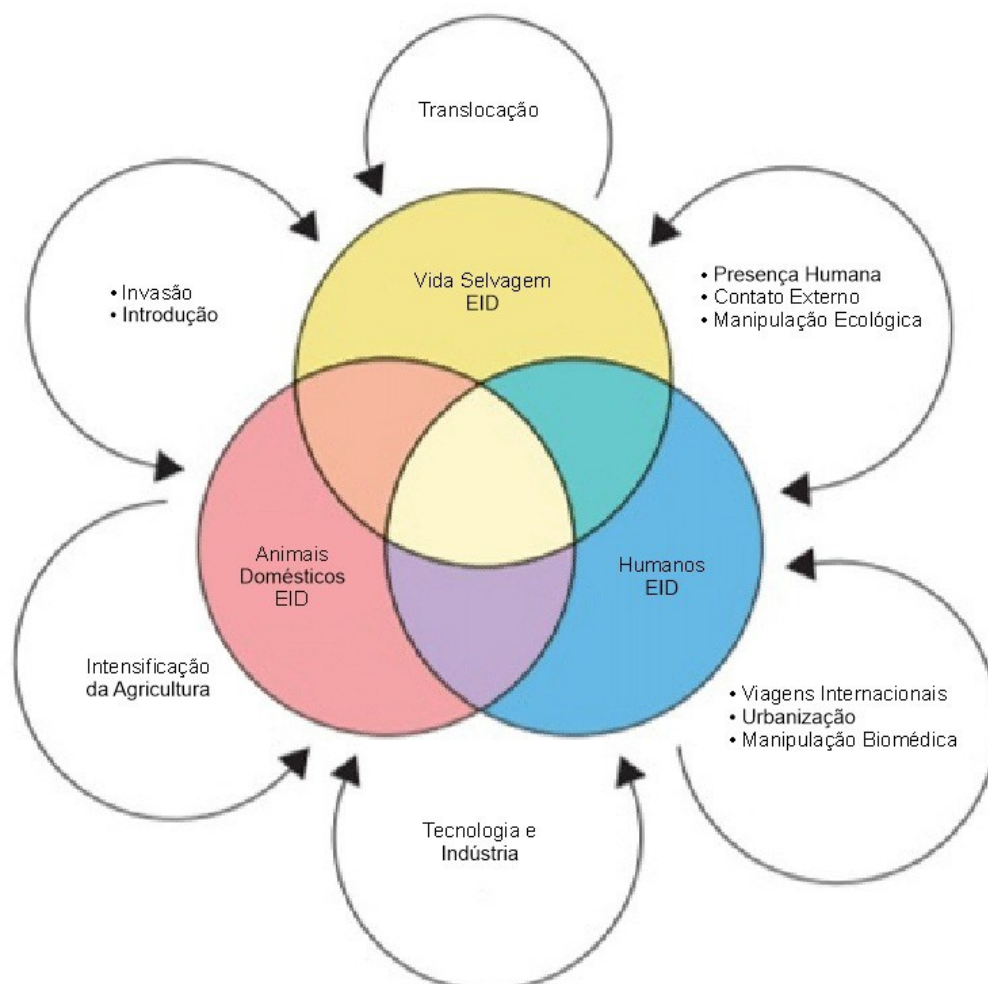 Translocação
• Invasão
• Introdução
• Presença Humana
• Contato Externo
• Manipulação Ecológica
Vida Selvagem
EID
Animais
Domésticos
EID
Humanos
EID
Intensificação
da Agricultura
• Viagens Internacionais
• Urbanização
• Manipulação Biomédica
Tecnologia e
Indústria